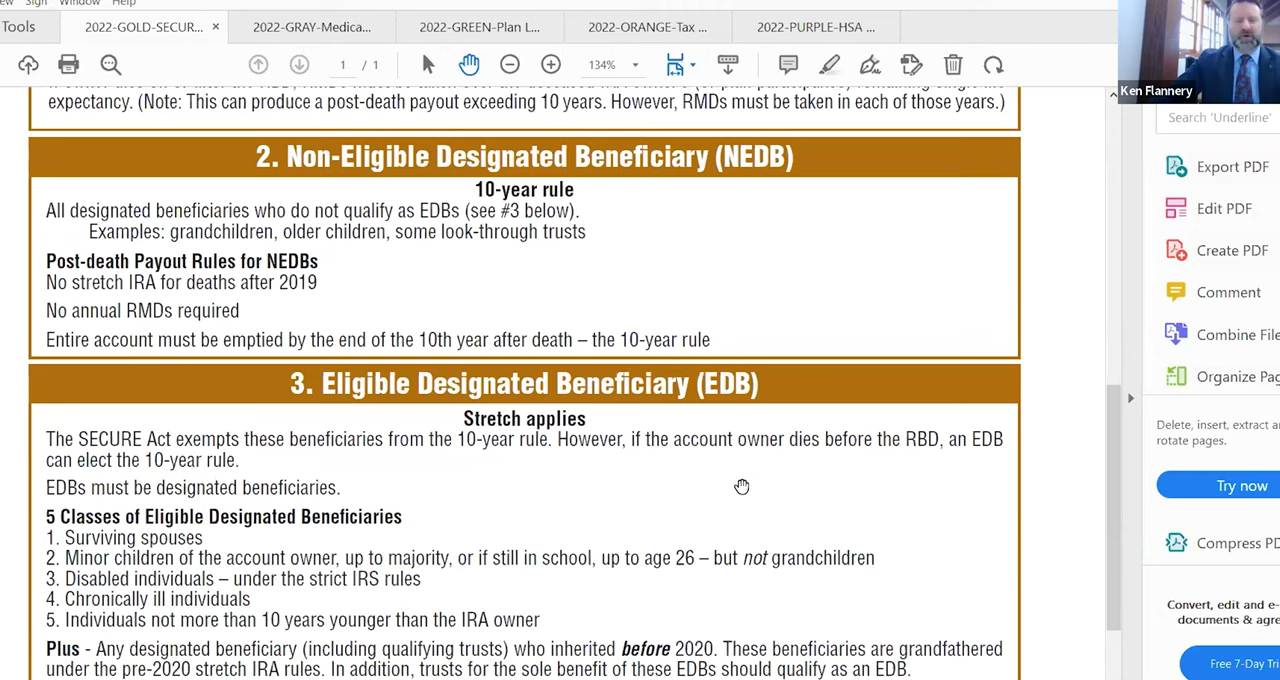 Sign Window Help
Tools 2022-GOLD-SECUR... × 2022-GRAY-Medica... 2022-GREEN-Plan L... 2022-ORANGE-Tax ... 2022-PURPLE-HSA ...
1 / 1 134%
Ken Flannery
expectancy. (Note: This can produce a post-death payout exceeding 10 years. However, RMDs must be taken in each of those years.)
2. Non-Eligible Designated Beneficiary (NEDB)
10-year rule
All designated beneficiaries who do not qualify as EDBs (see #3 below).
Examples: grandchildren, older children, some look-through trusts
Post-death Payout Rules for NEDBs
No stretch IRA for deaths after 2019
No annual RMDs required
Entire account must be emptied by the end of the 10th year after death – the 10-year rule
3. Eligible Designated Beneficiary (EDB)
Stretch applies
The SECURE Act exempts these beneficiaries from the 10-year rule. However, if the account owner dies before the RBD, an EDB
can elect the 10-year rule.
EDBs must be designated beneficiaries.
5 Classes of Eligible Designated Beneficiaries
1. Surviving spouses
2. Minor children of the account owner, up to majority, or if still in school, up to age 26 – but not grandchildren
3. Disabled individuals – under the strict IRS rules
4. Chronically ill individuals
5. Individuals not more than 10 years younger than the IRA owner
Plus - Any designated beneficiary (including qualifying trusts) who inherited before 2020. These beneficiaries are grandfathered
under the pre-2020 stretch IRA rules. In addition, trusts for the sole benefit of these EDBs should qualify as an EDB.
Search 'Underline'
Export PDF
Edit PDF
Create PDF
Comment
Combine File
Organize Pag
Delete, insert, extract a
rotate pages.
Try now
Compress PD
Convert, edit and e-
documents & agre
Free 7-Day Tri